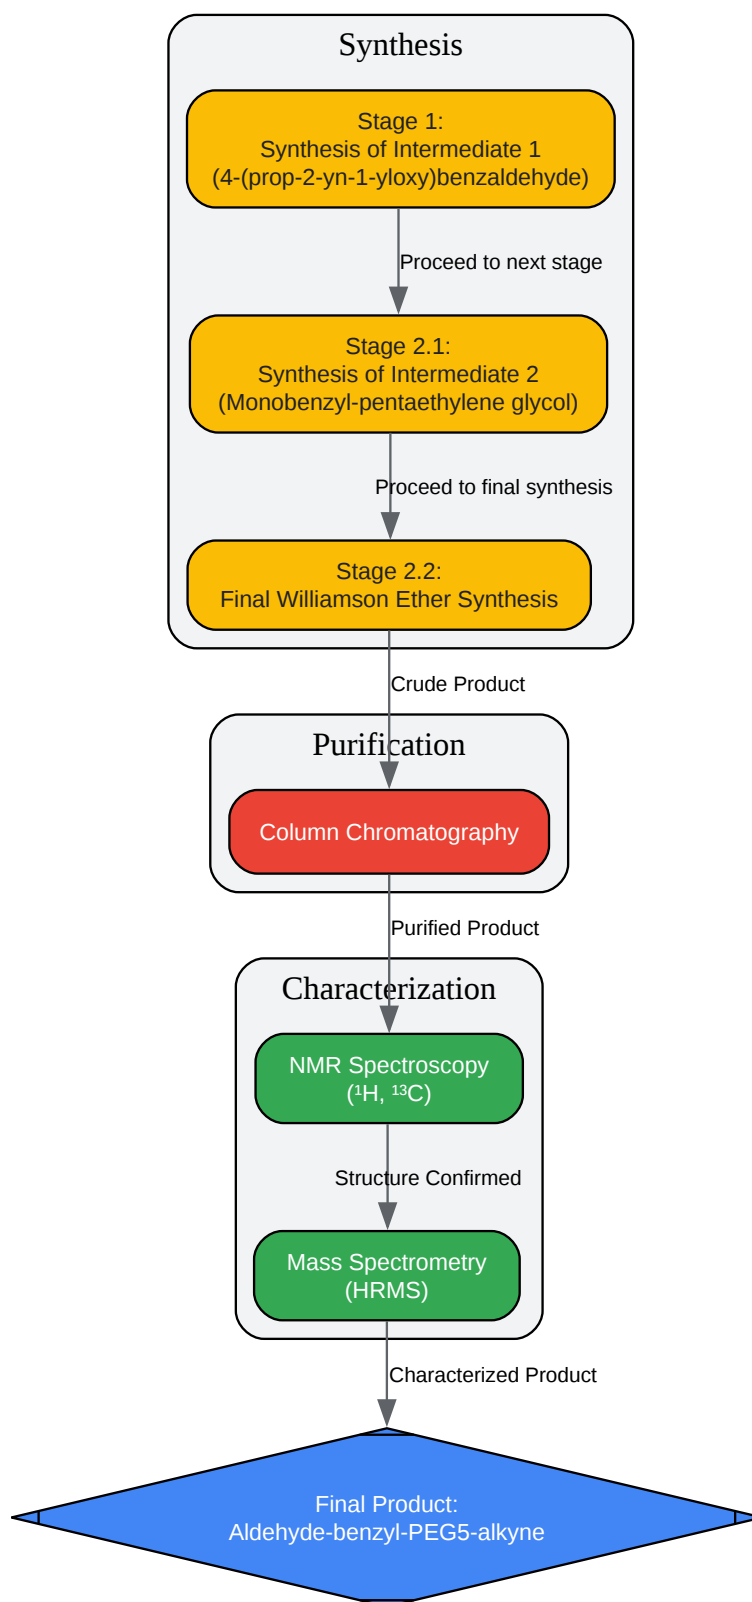 Synthesis
Stage 1:
Synthesis of Intermediate 1
(4-(prop-2-yn-1-yloxy)benzaldehyde)
Proceed to next stage
Stage 2.1:
Synthesis of Intermediate 2
(Monobenzyl-pentaethylene glycol)
Proceed to final synthesis
Stage 2.2:
Final Williamson Ether Synthesis
Crude Product
Purification
Column Chromatography
Purified Product
Characterization
NMR Spectroscopy
(¹H, ¹³C)
Structure Confirmed
Mass Spectrometry
(HRMS)
Characterized Product
Final Product:
Aldehyde-benzyl-PEG5-alkyne